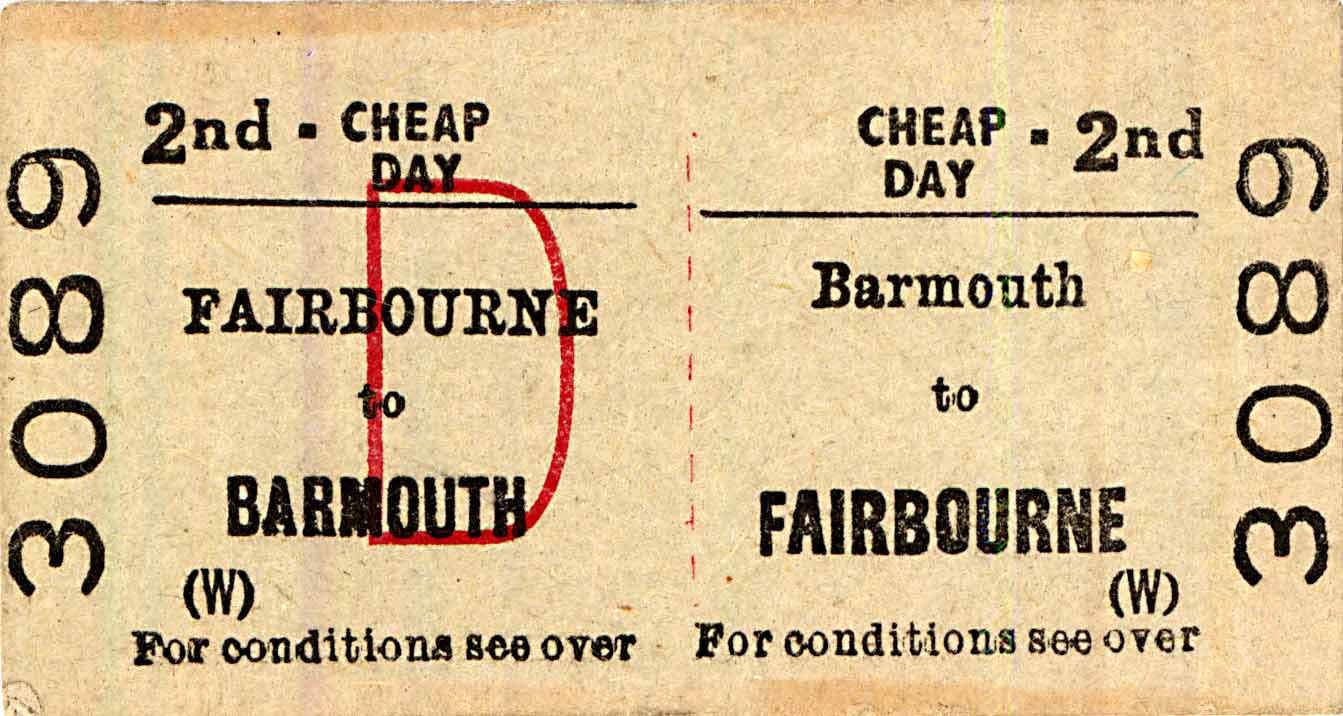 3089
2nd - CHEAP
DAY
D
FAIRBOURNE
to
BARMOUTH
(W)
For conditions see over
CHEAP - 2nd
DAY
Barmouth
to
FAIRBOURNE
(W)
For conditions see over
3089